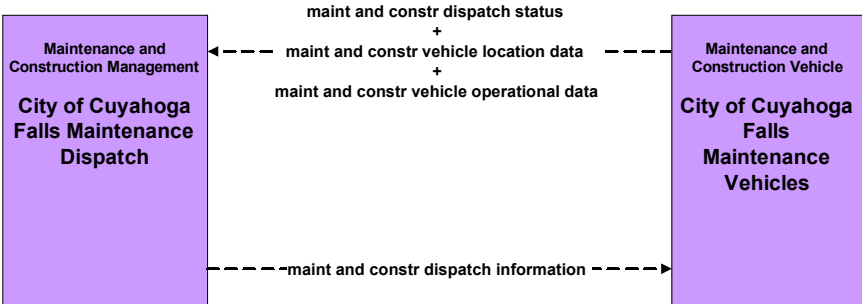 maint and constr dispatch status
+
maint and constr vehicle location data
+
maint and constr vehicle operational data
Maintenance and
Construction Management
City of Cuyahoga
Falls Maintenance
Dispatch
Maintenance and
Construction Vehicle
City of Cuyahoga
Falls
Maintenance
Vehicles
maint and constr dispatch information